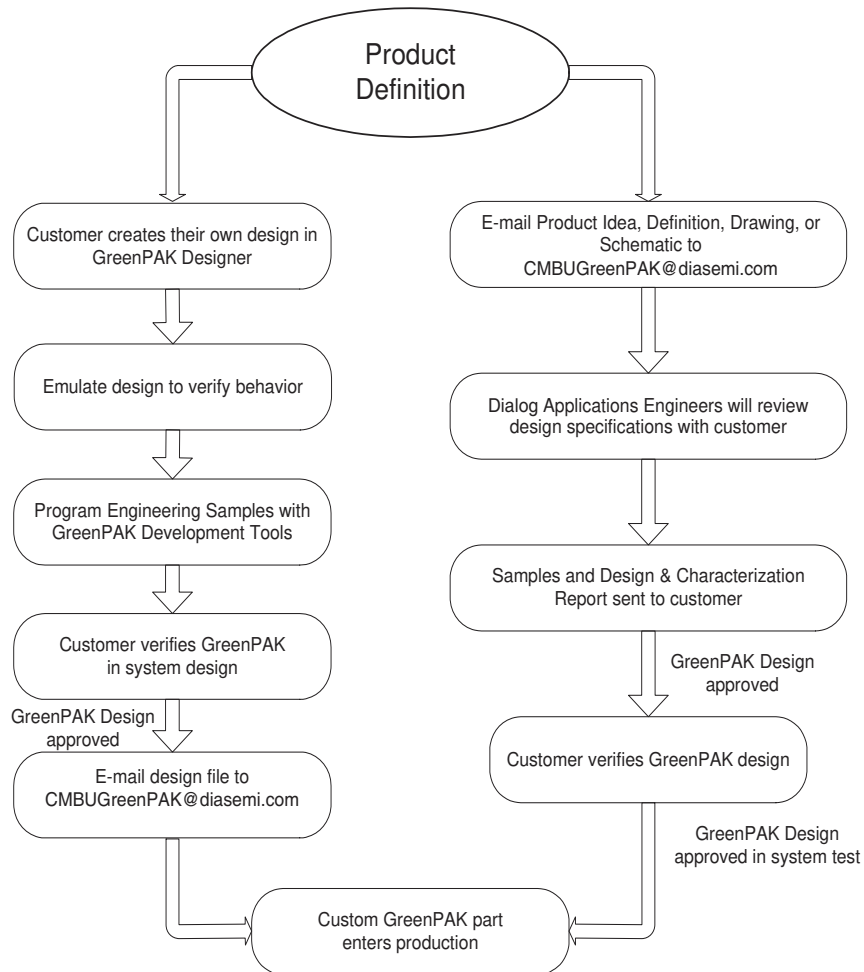 Product
Definition
Customer creates their own design in
GreenPAK Designer
Emulate design to verify behavior
Program Engineering Samples with
GreenPAK Development Tools
Customer verifies GreenPAK
in system design
GreenPAK Design
approved
E-mail design file to
CMBUGreenPAK@diasemi.com
E-mail Product Idea, Definition, Drawing, or
Schematic to
CMBUGreenPAK@diasemi.com
Dialog Applications Engineers will review
design specifications with customer
Samples and Design & Characterization
Report sent to customer
GreenPAK Design
approved
Customer verifies GreenPAK design
GreenPAK Design
approved in system test
Custom GreenPAK part
enters production